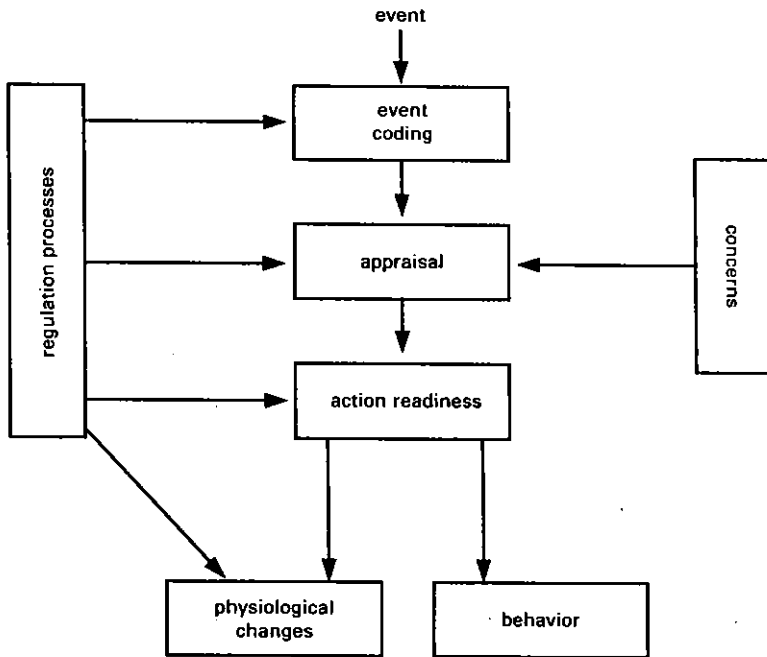 event
event
coding
regulation processes
appraisal
concerns
action readiness
physiological
changes
behavior